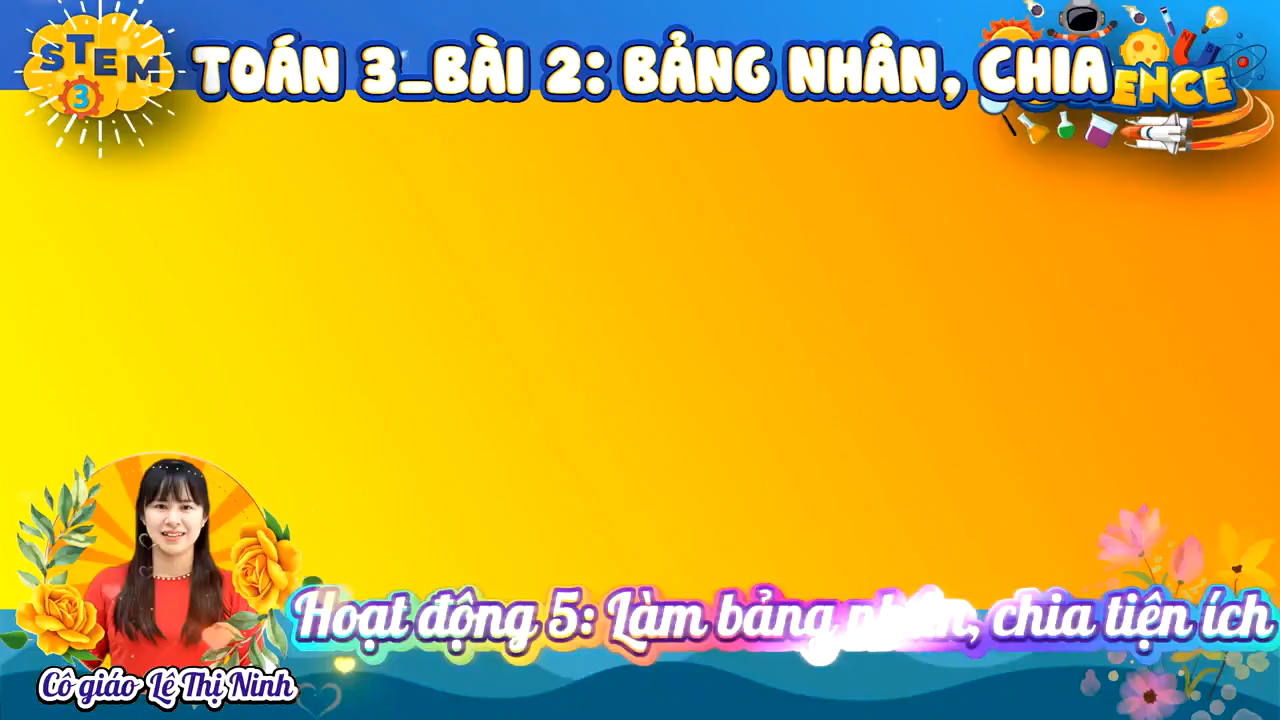 STEM
3
TOÁN 3_BÀI 2: BẢNG NHÂN, CHIA
ENCE
Hoạt động 5: Làm bảng nhân, chia tiện ích
Cô giáo Lê Thị Ninh